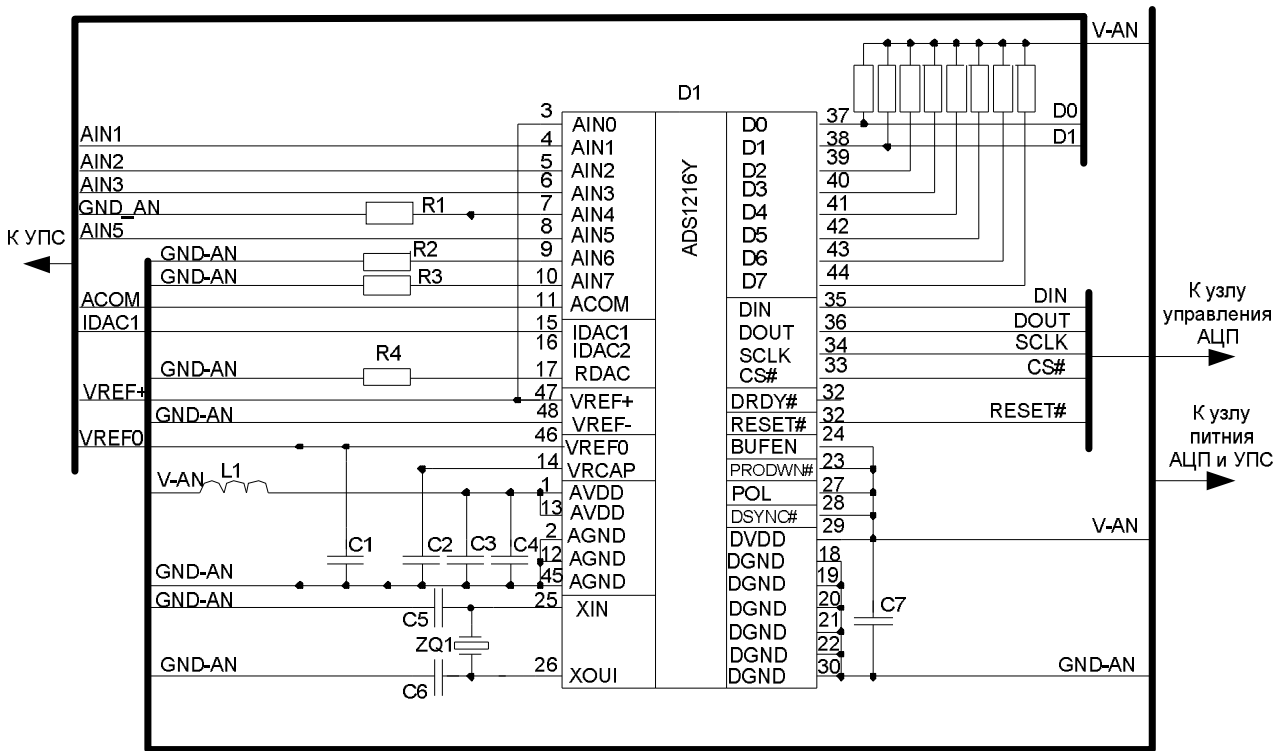 V-AN
D1
3
AIN0
D0
37
D0
AIN1
4
AIN1
D1
38
D1
AIN2
5
AIN2
D2
39
AIN3
6
AIN3
D3
40
GND_AN
R1
7
AIN4
D4
41
К УПС
AIN5
8
AIN5
D5
42
GND-AN
R2
9
AIN6
D6
43
GND-AN
R3
10
AIN7
D7
44
ADS1216Y
ACOM
11
ACOM
DIN
35
DIN
IDAC1
15
IDAC1
DOUT
36
DOUT
16
IDAC2
SCLK
34
SCLK
GND-AN
R4
17
RDAC
CS#
33
CS#
К узлу
управления
АЦП
VREF+
47
VREF+
DRDY#
32
GND-AN
48
VREF-
RESET#
32
RESET#
VREF0
46
VREF0
BUFEN
24
14
VRCAP
PRODWN#
23
К узлу
питния
АЦП и УПС
V-AN
L1
1
AVDD
POL
27
13
AVDD
DSYNC#
28
2
AGND
DVDD
29
V-AN
C1
C2
C3
C4
12
AGND
DGND
18
GND-AN
45
AGND
DGND
19
GND-AN
C5
25
XIN
DGND
20
C7
DGND
21
ZQ1
DGND
22
GND-AN
C6
26
XOUI
DGND
30
GND-AN